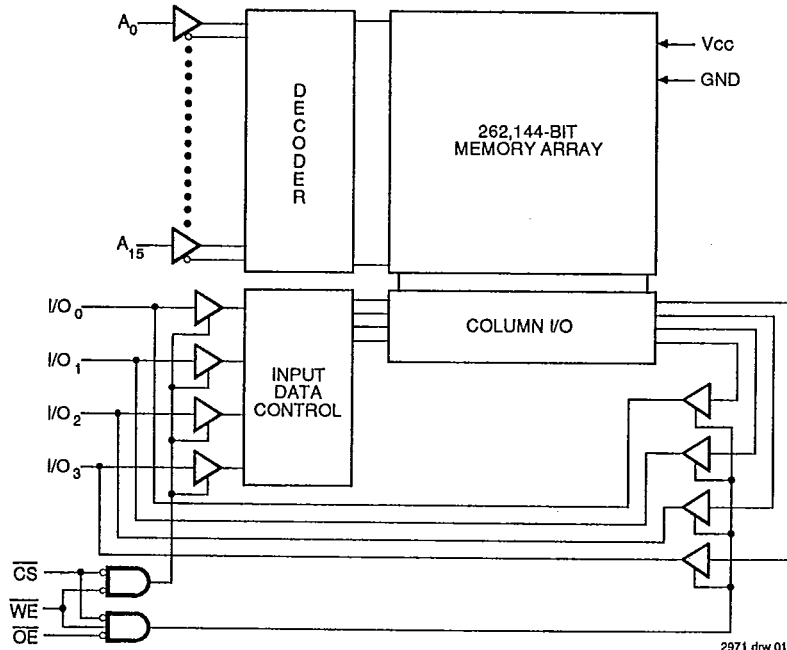 A0
Vcc
GND
DECODER
262,144-BIT
MEMORY ARRAY
A15
I/O0
COLUMN I/O
I/O1
INPUT
DATA
CONTROL
I/O2
I/O3
CS
WE
OE
2971 drw 01